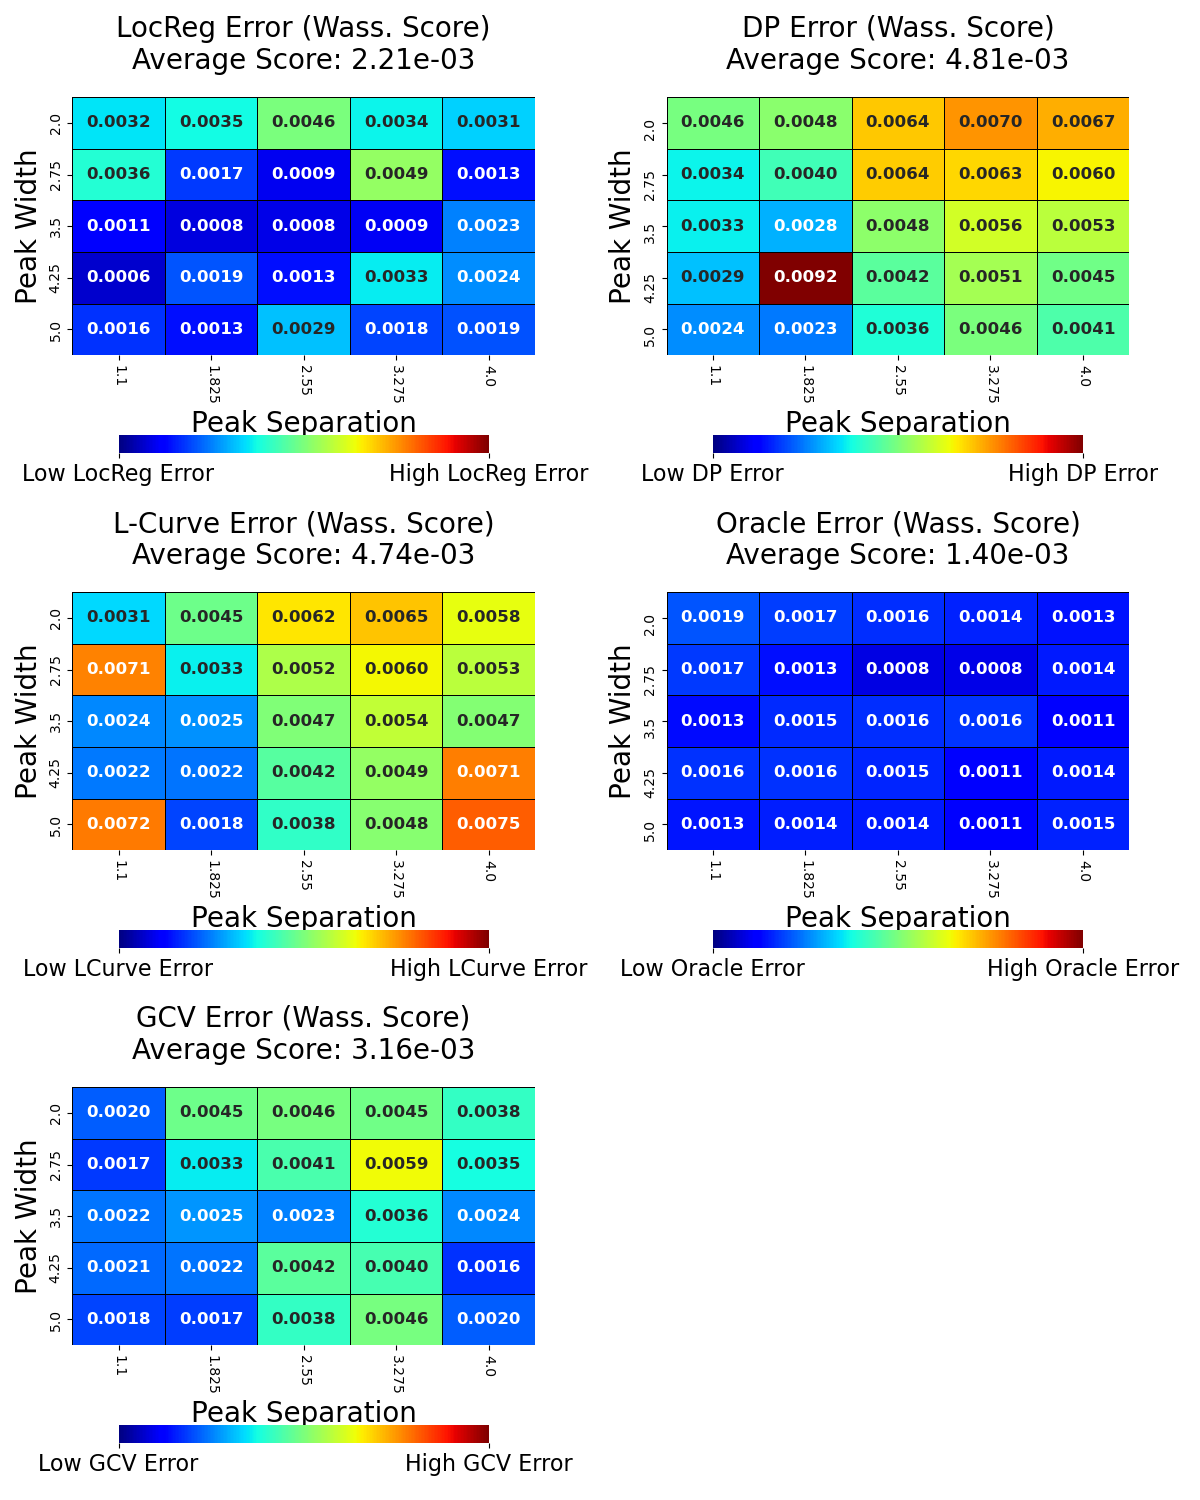 LocReg Error (Wass. Score)
Average Score: 2.21e-03
Peak Width
2.0 0.0032 0.0035 0.0046 0.0034 0.0031
2.75 0.0036 0.0017 0.0009 0.0049 0.0013
3.5 0.0011 0.0008 0.0008 0.0009 0.0023
4.25 0.0006 0.0019 0.0013 0.0033 0.0024
5.0 0.0016 0.0013 0.0029 0.0018 0.0019
1.1 1.825 2.55 3.275 4.0
Peak Separation
Low LocReg Error High LocReg Error
DP Error (Wass. Score)
Average Score: 4.81e-03
Peak Width
2.0 0.0046 0.0048 0.0064 0.0070 0.0067
2.75 0.0034 0.0040 0.0064 0.0063 0.0060
3.5 0.0033 0.0028 0.0048 0.0056 0.0053
4.25 0.0029 0.0092 0.0042 0.0051 0.0045
5.0 0.0024 0.0023 0.0036 0.0046 0.0041
1.1 1.825 2.55 3.275 4.0
Peak Separation
Low DP Error High DP Error
L-Curve Error (Wass. Score)
Average Score: 4.74e-03
Peak Width
2.0 0.0031 0.0045 0.0062 0.0065 0.0058
2.75 0.0071 0.0033 0.0052 0.0060 0.0053
3.5 0.0024 0.0025 0.0047 0.0054 0.0047
4.25 0.0022 0.0022 0.0042 0.0049 0.0071
5.0 0.0072 0.0018 0.0038 0.0048 0.0075
1.1 1.825 2.55 3.275 4.0
Peak Separation
Low LCurve Error High LCurve Error
Oracle Error (Wass. Score)
Average Score: 1.40e-03
Peak Width
2.0 0.0019 0.0017 0.0016 0.0014 0.0013
2.75 0.0017 0.0013 0.0008 0.0008 0.0014
3.5 0.0013 0.0015 0.0016 0.0016 0.0011
4.25 0.0016 0.0016 0.0015 0.0011 0.0014
5.0 0.0013 0.0014 0.0014 0.0011 0.0015
1.1 1.825 2.55 3.275 4.0
Peak Separation
Low Oracle Error High Oracle Error
GCV Error (Wass. Score)
Average Score: 3.16e-03
Peak Width
2.0 0.0020 0.0045 0.0046 0.0045 0.0038
2.75 0.0017 0.0033 0.0041 0.0059 0.0035
3.5 0.0022 0.0025 0.0023 0.0036 0.0024
4.25 0.0021 0.0022 0.0042 0.0040 0.0016
5.0 0.0018 0.0017 0.0038 0.0046 0.0020
1.1 1.825 2.55 3.275 4.0
Peak Separation
Low GCV Error High GCV Error